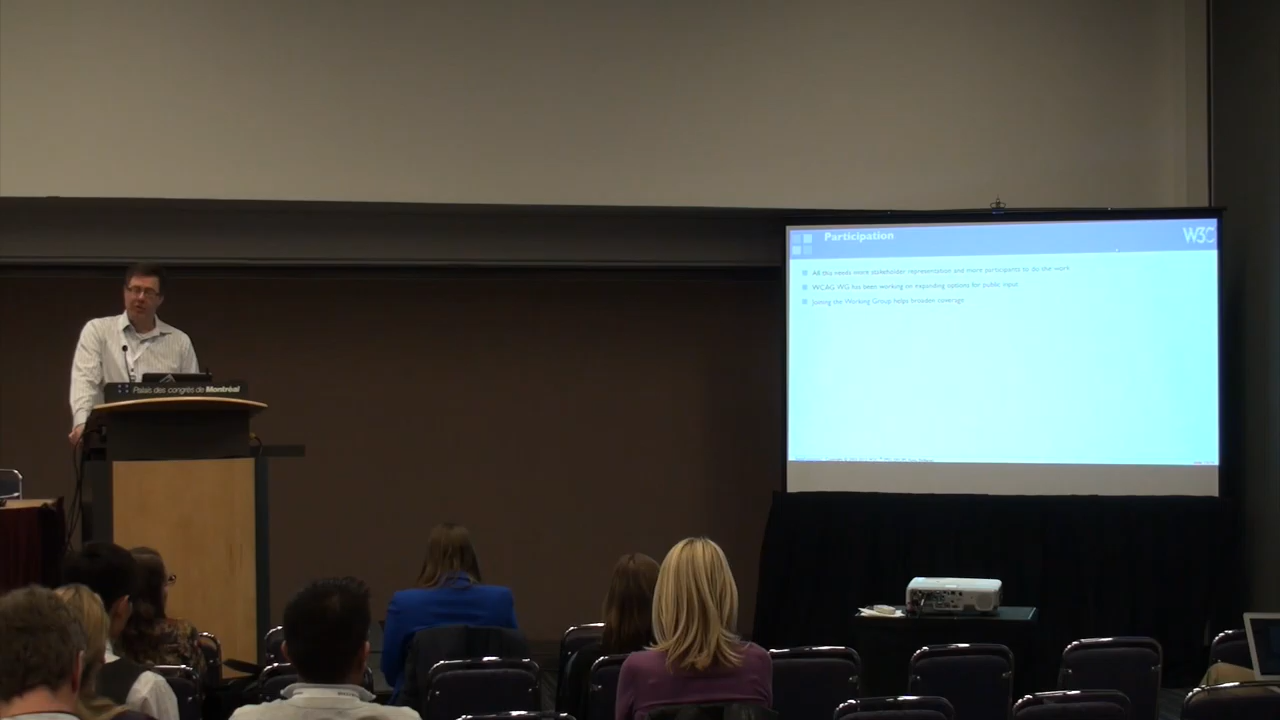 Participation
W3C
All this needs more stakeholder representation and more participants to do the work
WCAG WG has been working on expanding options for public input
Joining the Working Group helps broaden coverage
Palais des congrès de Montréal